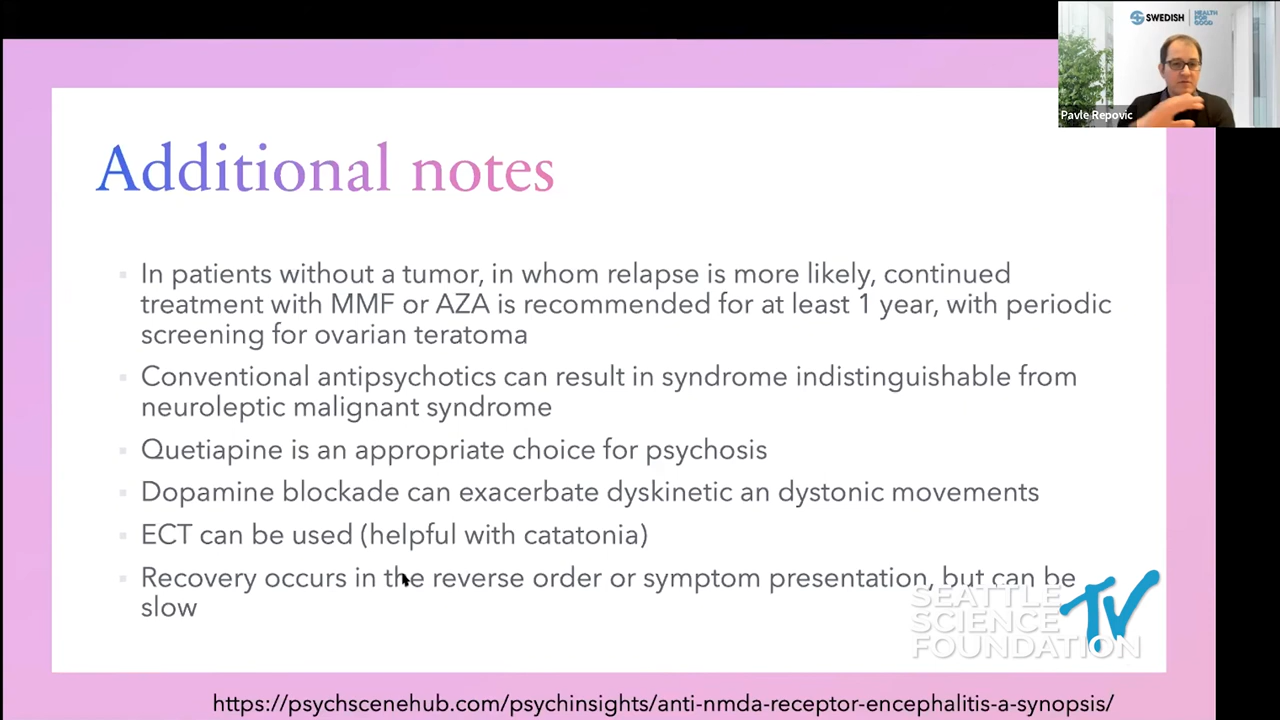 SWEDISH
HEALTH
FOR
GOOD
Pavle Repovic
Additional notes
In patients without a tumor, in whom relapse is more likely, continued
treatment with MMF or AZA is recommended for at least 1 year, with periodic
screening for ovarian teratoma
Conventional antipsychotics can result in syndrome indistinguishable from
neuroleptic malignant syndrome
Quetiapine is an appropriate choice for psychosis
Dopamine blockade can exacerbate dyskinetic an dystonic movements
ECT can be used (helpful with catatonia)
Recovery occurs in the reverse order or symptom presentation, but can be
slow
SEATTLE
SCIENCE
FOUNDATION
TV
https://psychscenehub.com/psychinsights/anti-nmda-receptor-encephalitis-a-synopsis/